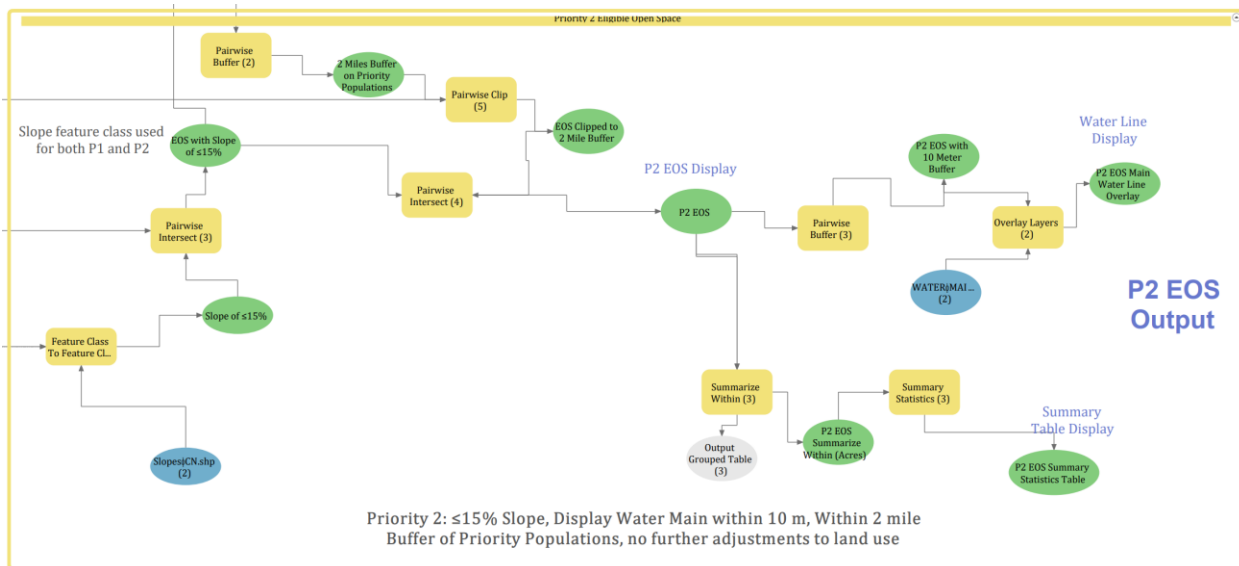 Priority 2 Eligible Open Space
Pairwise
Buffer (2)
2 Miles Buffer
on Priority
Populations
Pairwise Clip
(5)
Slope feature class used
for both P1 and P2
EOS with Slope
of ≤15%
EOS Clipped to
2 Mile Buffer
Water Line
Display
P2 EOS with
10 Meter
Buffer
P2 EOS Display
P2 EOS Main
Water Line
Overlay
Pairwise
Intersect (4)
Pairwise
Intersect (3)
P2 EOS
Pairwise
Buffer (3)
Overlay Layers
(2)
WATERϕMAI...
(2)
P2 EOS
Output
Slope of ≤15%
Feature Class
To Feature Cl...
Summarize
Within (3)
Summary
Statistics (3)
Summary
Table Display
Output
Grouped Table
(3)
P2 EOS
Summarize
Within (Acres)
SlopesϕCN.shp
(2)
P2 EOS Summary
Statistics Table
Priority 2: ≤15% Slope, Display Water Main within 10 m, Within 2 mile
Buffer of Priority Populations, no further adjustments to land use